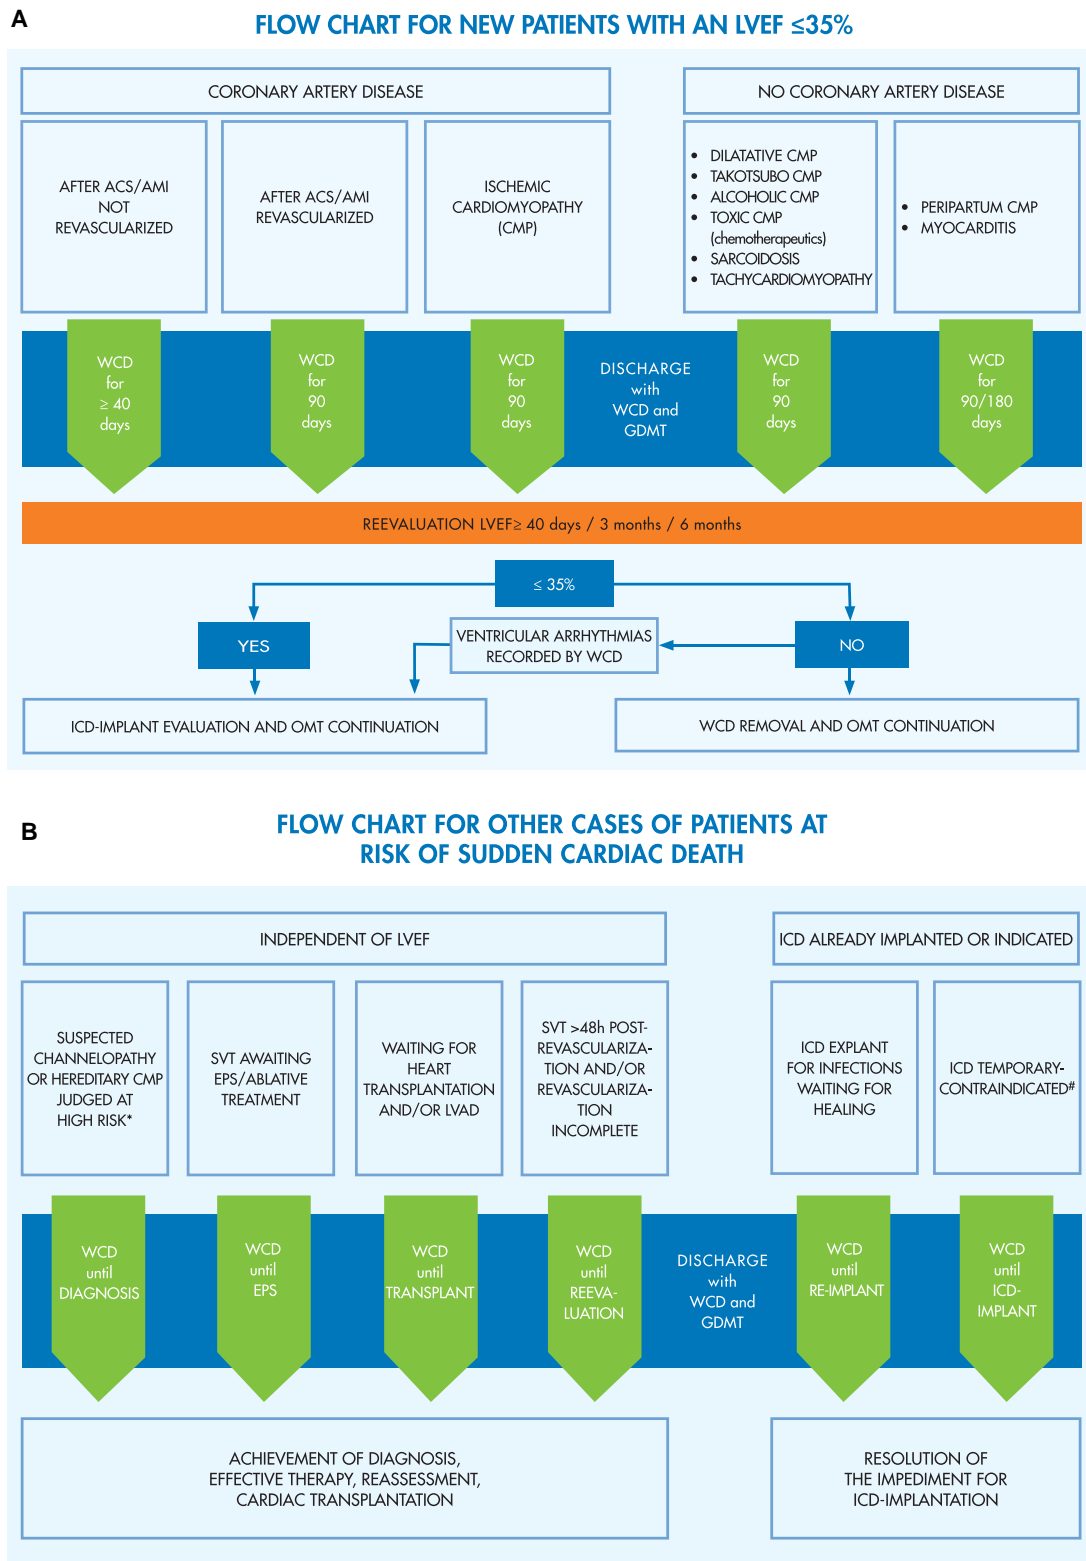 A
FLOW CHART FOR NEW PATIENTS WITH AN LVEF ≤35%
CORONARY ARTERY DISEASE
NO CORONARY ARTERY DISEASE
AFTER ACS/AMI
NOT
REVASCULARIZED
AFTER ACS/AMI
REVASCULARIZED
ISCHEMIC
CARDIOMYOPATHY
(CMP)
• DILATATIVE CMP
• TAKOTSUBO CMP
• ALCOHOLIC CMP
• TOXIC CMP
(chemotherapeutics)
• SARCOIDOSIS
• TACHYCARDIOMYOPATHY
• PERIPARTUM CMP
• MYOCARDITIS
WCD
for
≥ 40
days
WCD
for
90
days
WCD
for
90
days
DISCHARGE
with
WCD and
GDMT
WCD
for
90
days
WCD
for
90/180
days
REEVALUATION LVEF≥ 40 days / 3 months / 6 months
≤ 35%
YES
VENTRICULAR ARRHYTHMIAS
RECORDED BY WCD
NO
ICD-IMPLANT EVALUATION AND OMT CONTINUATION
WCD REMOVAL AND OMT CONTINUATION
B
FLOW CHART FOR OTHER CASES OF PATIENTS AT
RISK OF SUDDEN CARDIAC DEATH
INDEPENDENT OF LVEF
ICD ALREADY IMPLANTED OR INDICATED
SUSPECTED
CHANNELOPATHY
OR HEREDITARY CMP
JUDGED AT
HIGH RISK*
SVT AWAITING
EPS/ABLATIVE
TREATMENT
WAITING FOR
HEART
TRANSPLANTATION
AND/OR LVAD
SVT >48h POST-
REVASCULARIZA-
TION AND/OR
REVASCULARIZA-
TION
INCOMPLETE
ICD EXPLANT
FOR INFECTIONS
WAITING FOR
HEALING
ICD TEMPORARY-
CONTRAINDICATED#
WCD
until
DIAGNOSIS
WCD
until
EPS
WCD
until
TRANSPLANT
WCD
until
REEVA-
LUATION
DISCHARGE
with
WCD and
GDMT
WCD
until
RE-IMPLANT
WCD
until
ICD-
IMPLANT
ACHIEVEMENT OF DIAGNOSIS,
EFFECTIVE THERAPY, REASSESSMENT,
CARDIAC TRANSPLANTATION
RESOLUTION OF
THE IMPEDIMENT FOR
ICD-IMPLANTATION